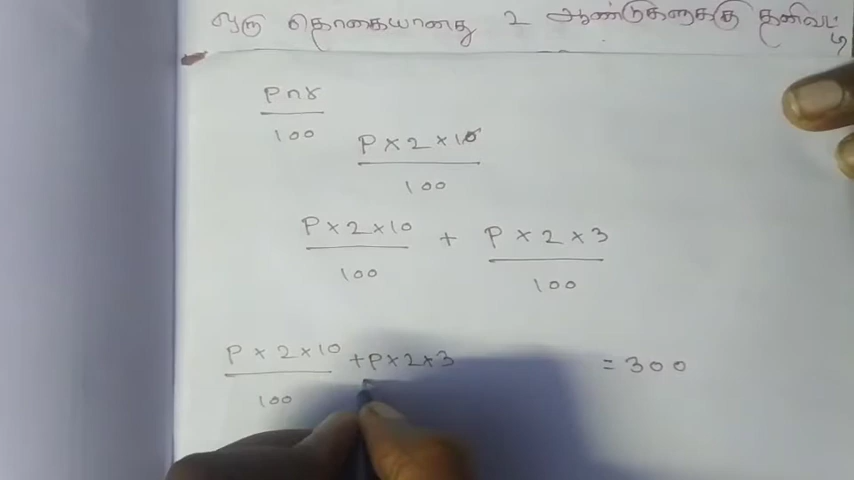 ஒரு தொகையானது 2 ஆண்டுகளுக்கு தனிவட்டி
Pnr
100
P × 2 × 10
100
P × 2 × 10 + P × 2 × 3
100 100
P × 2 × 10 + P × 2 × 3 = 300
100